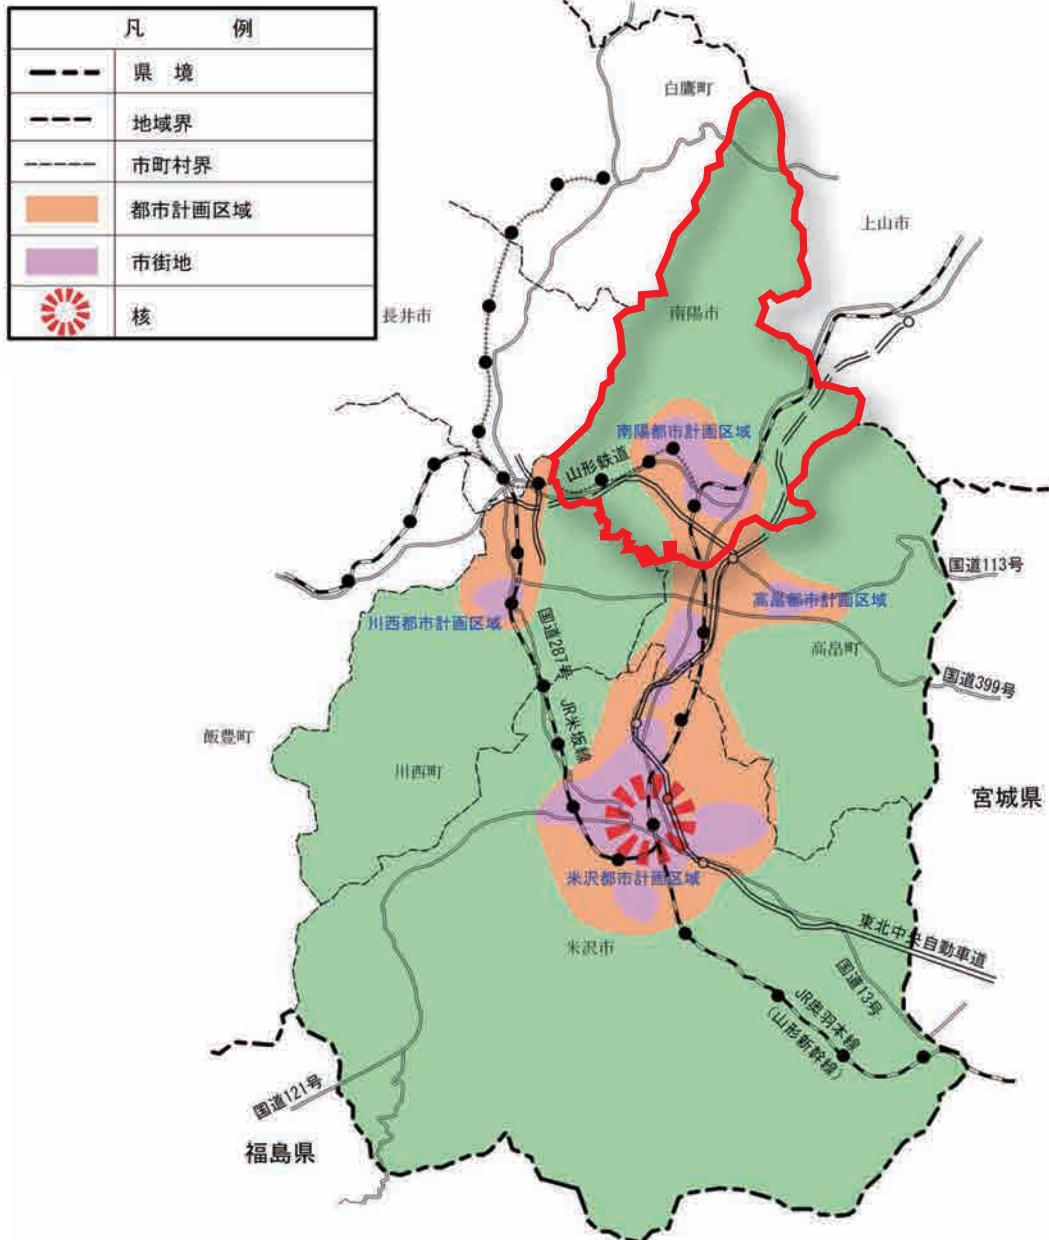 凡　例
県　境
地域界
市町村界
都市計画区域
市街地
核
白鷹町
上山市
長井市
南陽市
南陽都市計画区域
山形鉄道
国道113号
高畠都市計画区域
川西都市計画区域
国道287号
高畠町
国道399号
JR米坂線
飯豊町
川西町
宮城県
米沢都市計画区域
米沢市
東北中央自動車道
国道13号
JR奥羽本線
（山形新幹線）
国道121号
福島県